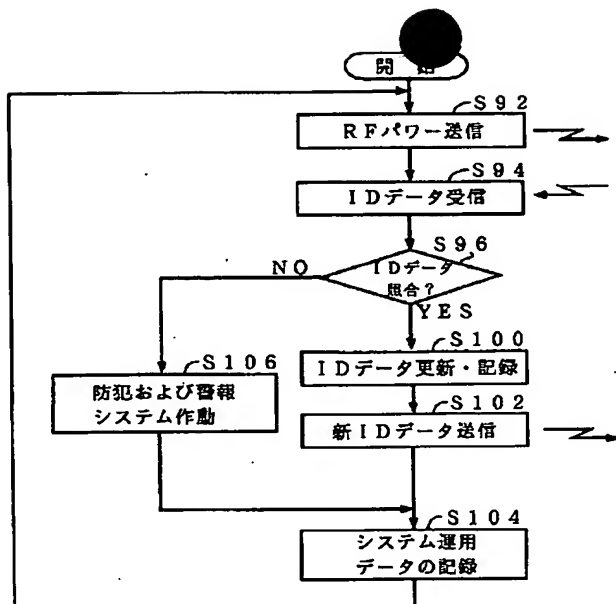 開
S92
RFパワー送信
S94
IDデータ受信
S96
NO
IDデータ
照合?
YES
S100
IDデータ更新・記録
S106
防犯および警報
システム作動
S102
新IDデータ送信
S104
システム運用
データの記録